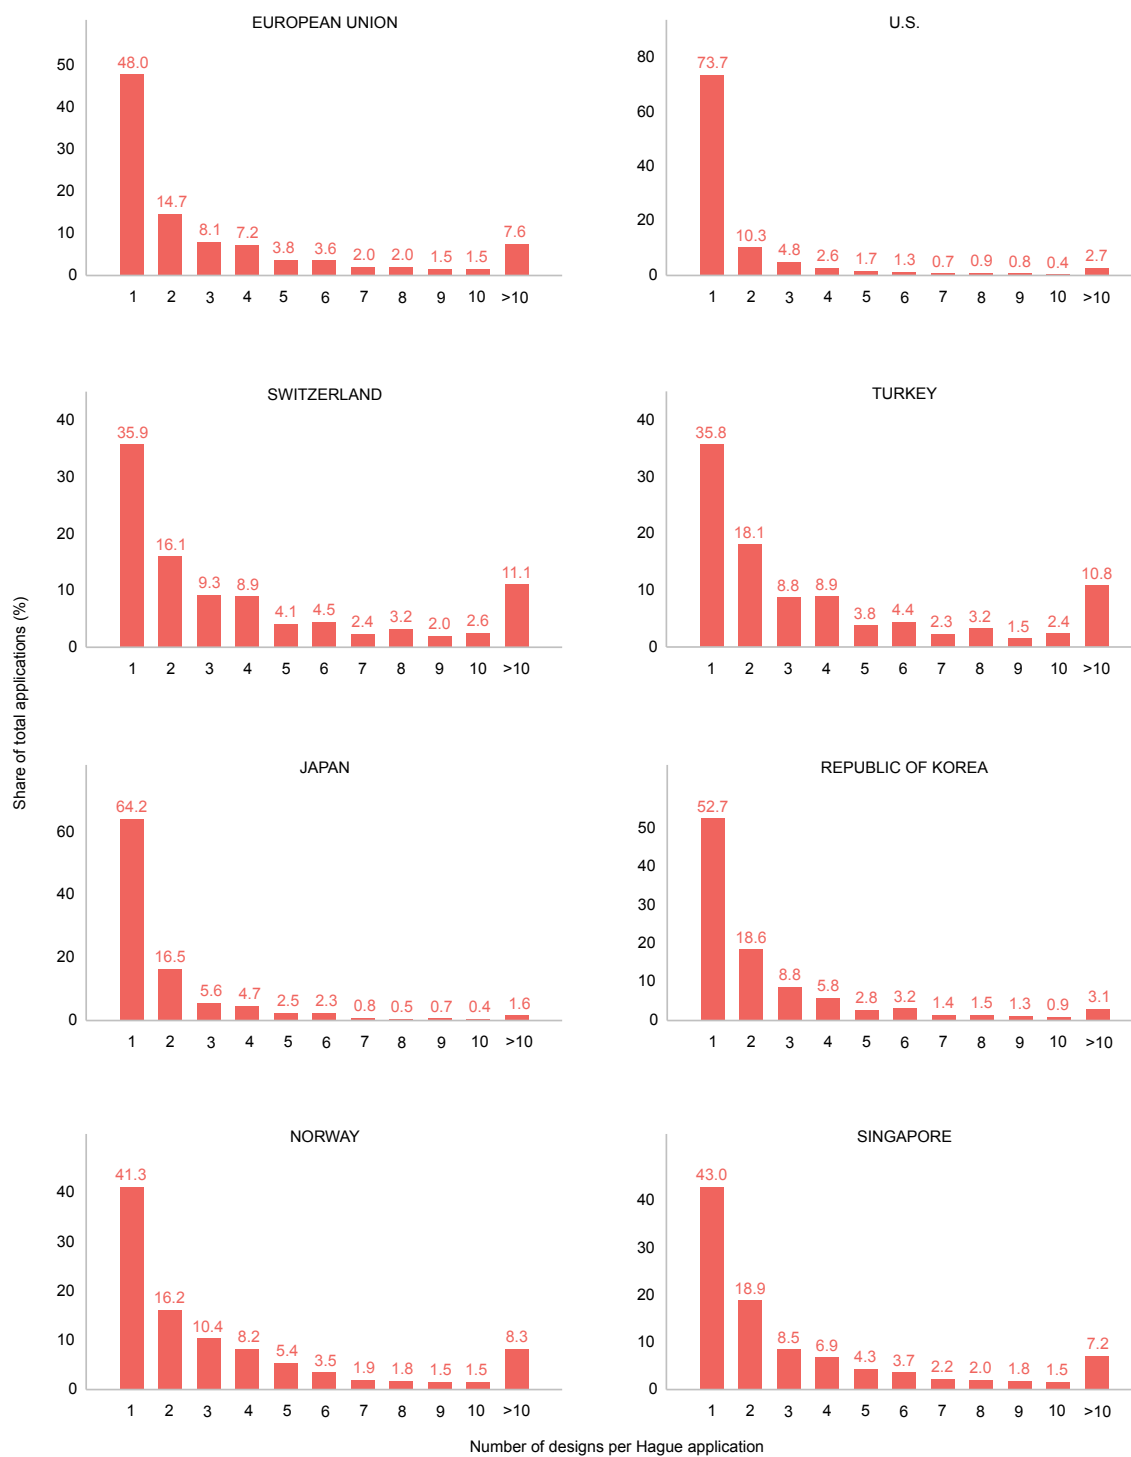 EUROPEAN UNION
50
40
30
20
10
0
48.0 14.7 8.1 7.2 3.8 3.6 2.0 2.0 1.5 1.5 7.6
1 2 3 4 5 6 7 8 9 10 >10
U.S.
80
60
40
20
0
73.7 10.3 4.8 2.6 1.7 1.3 0.7 0.9 0.8 0.4 2.7
1 2 3 4 5 6 7 8 9 10 >10
SWITZERLAND
40
30
20
10
0
35.9 16.1 9.3 8.9 4.1 4.5 2.4 3.2 2.0 2.6 11.1
1 2 3 4 5 6 7 8 9 10 >10
TURKEY
40
30
20
10
0
35.8 18.1 8.8 8.9 3.8 4.4 2.3 3.2 1.5 2.4 10.8
1 2 3 4 5 6 7 8 9 10 >10
Share of total applications (%)
JAPAN
60
40
20
0
64.2 16.5 5.6 4.7 2.5 2.3 0.8 0.5 0.7 0.4 1.6
1 2 3 4 5 6 7 8 9 10 >10
REPUBLIC OF KOREA
50
40
30
20
10
0
52.7 18.6 8.8 5.8 2.8 3.2 1.4 1.5 1.3 0.9 3.1
1 2 3 4 5 6 7 8 9 10 >10
NORWAY
40
30
20
10
0
41.3 16.2 10.4 8.2 5.4 3.5 1.9 1.8 1.5 1.5 8.3
1 2 3 4 5 6 7 8 9 10 >10
SINGAPORE
40
30
20
10
0
43.0 18.9 8.5 6.9 4.3 3.7 2.2 2.0 1.8 1.5 7.2
1 2 3 4 5 6 7 8 9 10 >10
Number of designs per Hague application